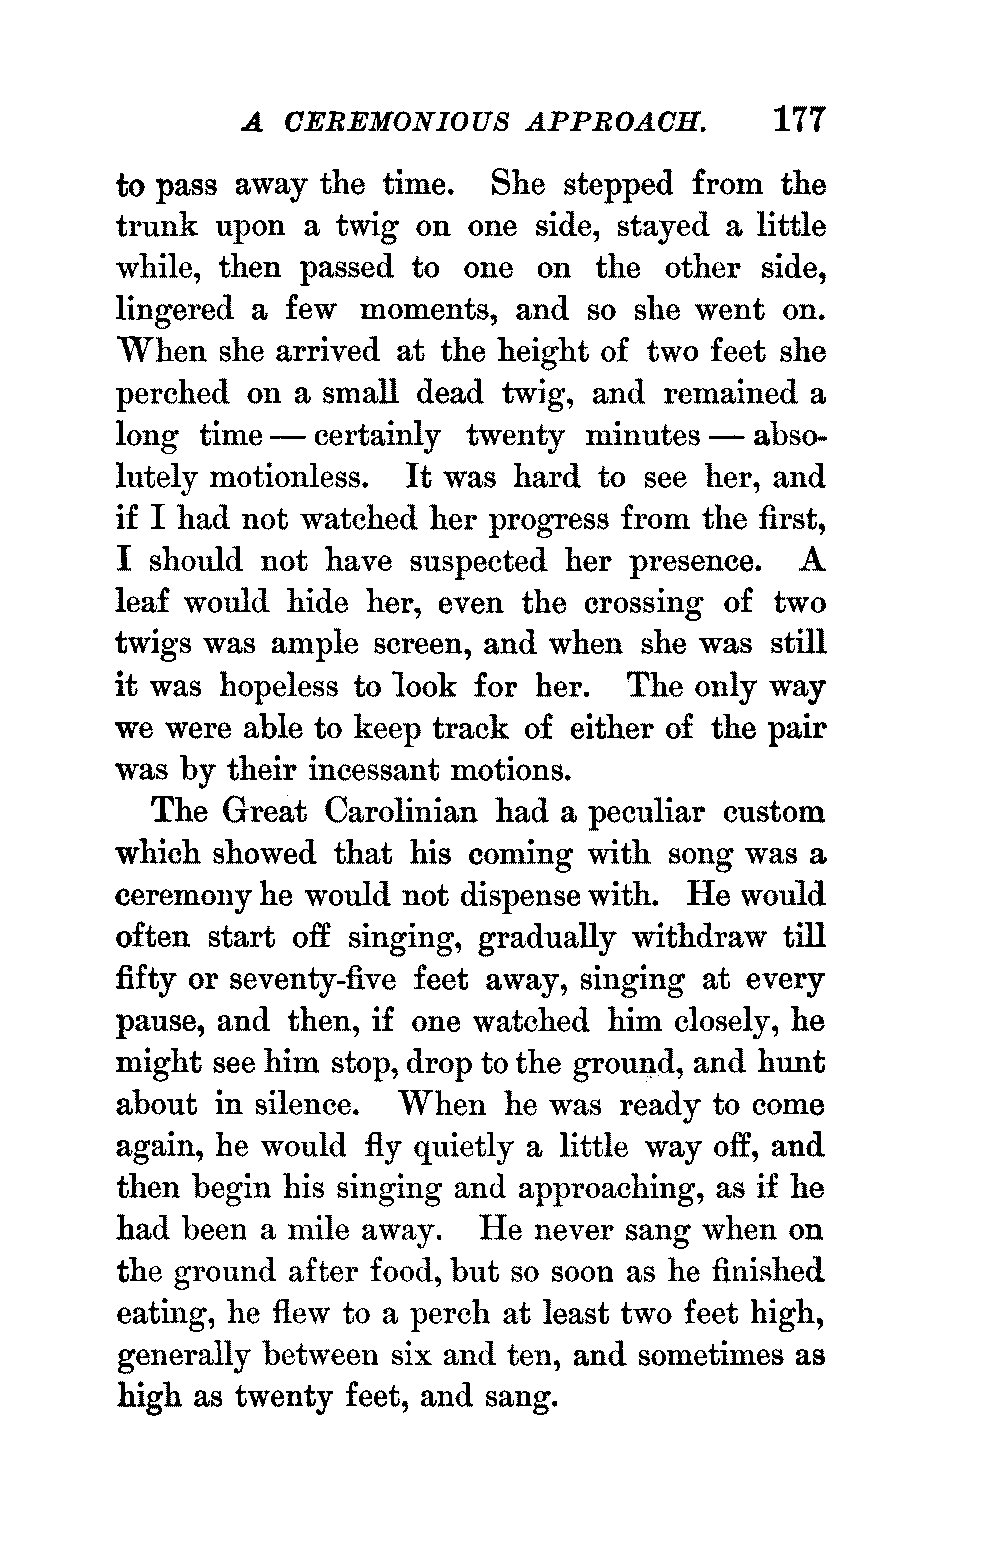 A CEREMONIOUS APPROACH. 177
to pass away the time. She stepped from the
trunk upon a twig on one side, stayed a little
while, then passed to one on the other side,
lingered a few moments, and so she went on.
When she arrived at the height of two feet she
perched on a small dead twig, and remained a
long time — certainly twenty minutes — abso-
lutely motionless. It was hard to see her, and
if I had not watched her progress from the first,
I should not have suspected her presence. A
leaf would hide her, even the crossing of two
twigs was ample screen, and when she was still
it was hopeless to look for her. The only way
we were able to keep track of either of the pair
was by their incessant motions.
The Great Carolinian had a peculiar custom
which showed that his coming with song was a
ceremony he would not dispense with. He would
often start off singing, gradually withdraw till
fifty or seventy-five feet away, singing at every
pause, and then, if one watched him closely, he
might see him stop, drop to the ground, and hunt
about in silence. When he was ready to come
again, he would fly quietly a little way off, and
then begin his singing and approaching, as if he
had been a mile away. He never sang when on
the ground after food, but so soon as he finished
eating, he flew to a perch at least two feet high,
generally between six and ten, and sometimes as
high as twenty feet, and sang.